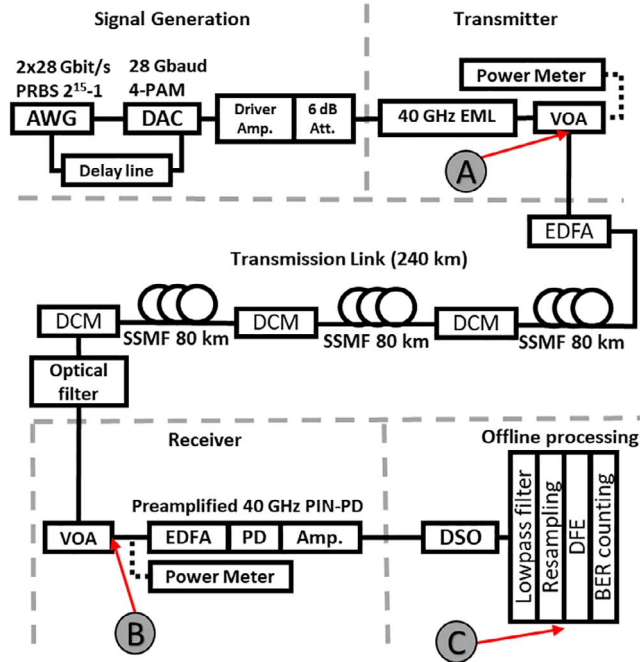 Signal Generation
Transmitter
2x28 Gbit/s
PRBS 2¹⁵-1
28 Gbaud
4-PAM
AWG
DAC
Driver
Amp.
6 dB
Att.
40 GHz EML
Power Meter
VOA
Delay line
A
EDFA
Transmission Link (240 km)
DCM
SSMF 80 km
DCM
SSMF 80 km
DCM
SSMF 80 km
Optical
filter
Receiver
Offline processing
Preamplified 40 GHz PIN-PD
VOA
EDFA
PD
Amp.
Power Meter
DSO
Lowpass filter
Resampling
DFE
BER counting
B
C